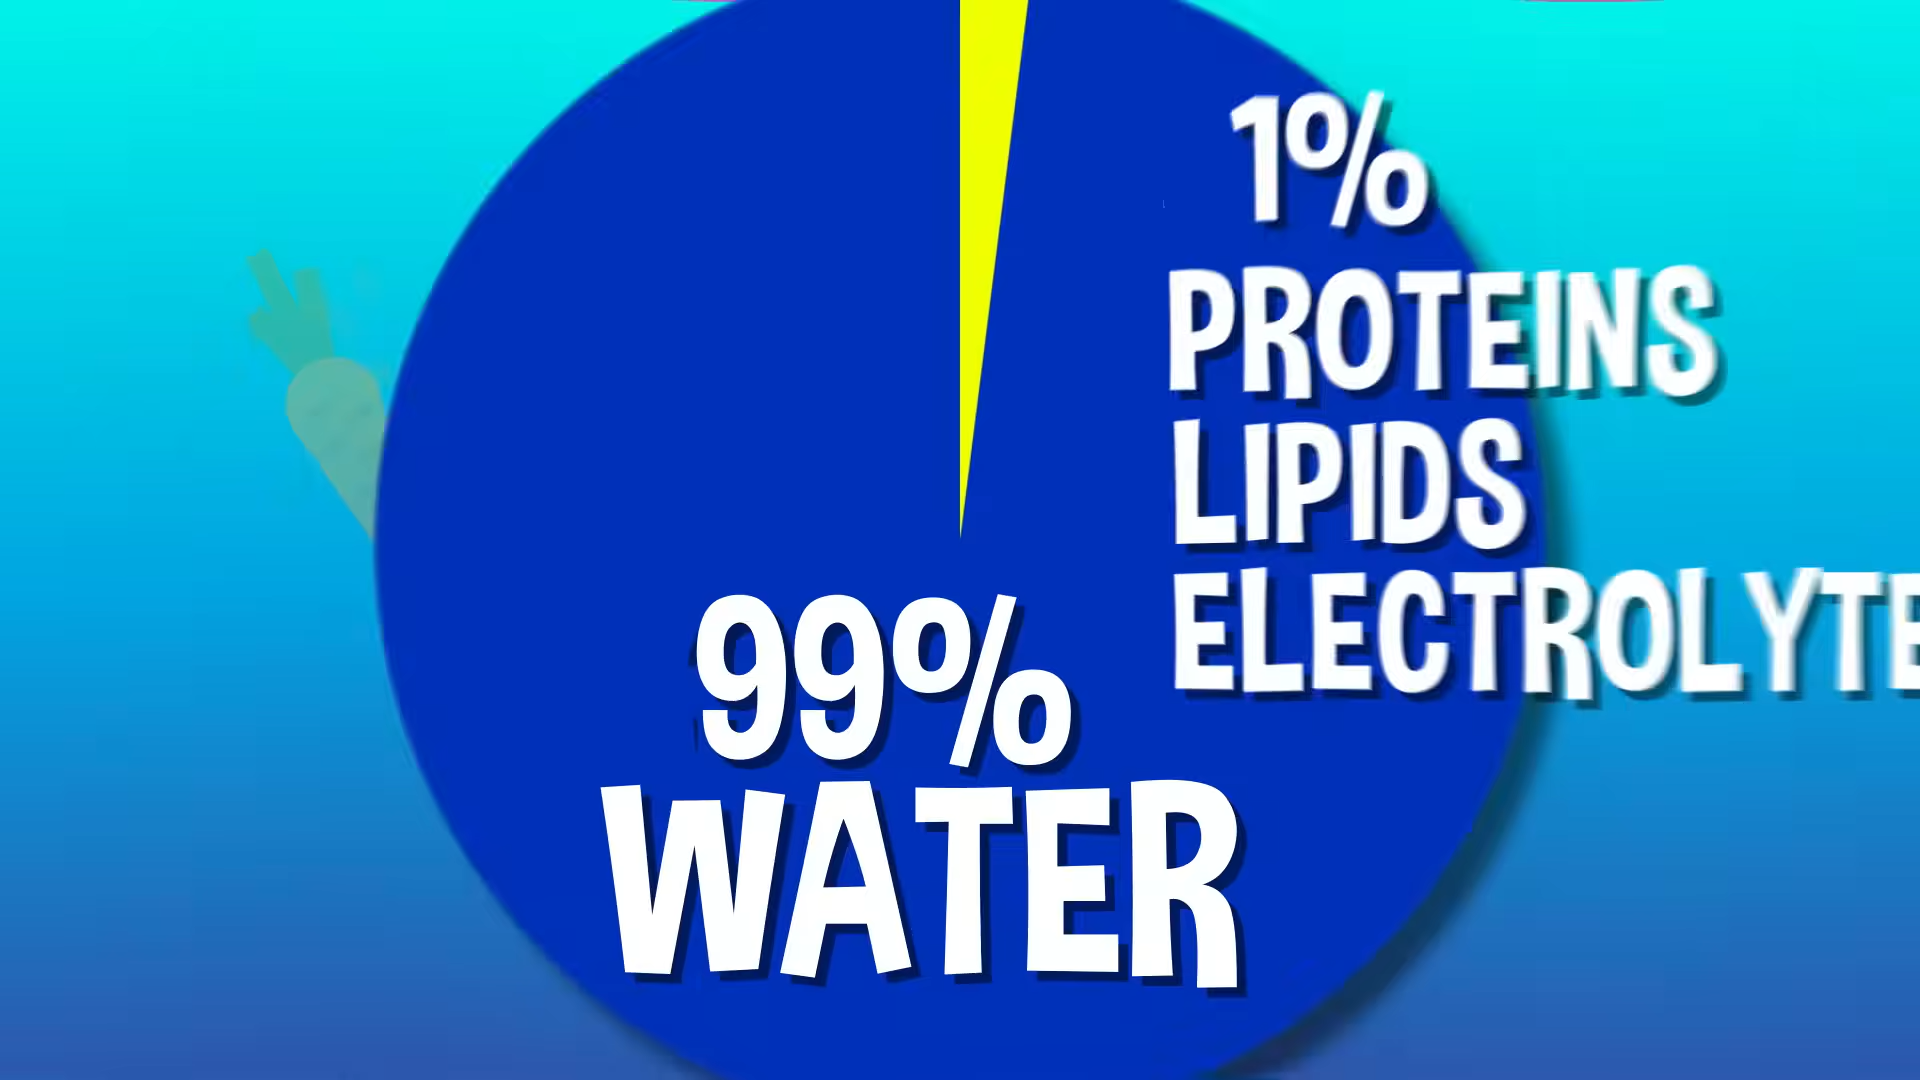 1%
PROTEINS
LIPIDS
ELECTROLYTE
99%
WATER